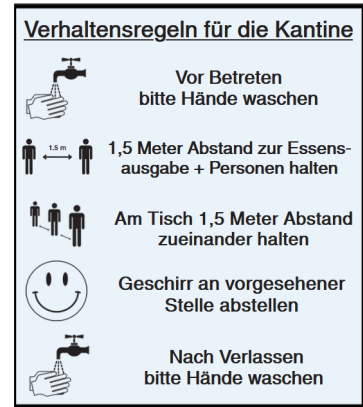 Verhaltensregeln für die Kantine
Vor Betreten
bitte Hände waschen
1.5 m
1,5 Meter Abstand zur Essens-
ausgabe + Personen halten
Am Tisch 1,5 Meter Abstand
zueinander halten
Geschirr an vorgesehener
Stelle abstellen
Nach Verlassen
bitte Hände waschen